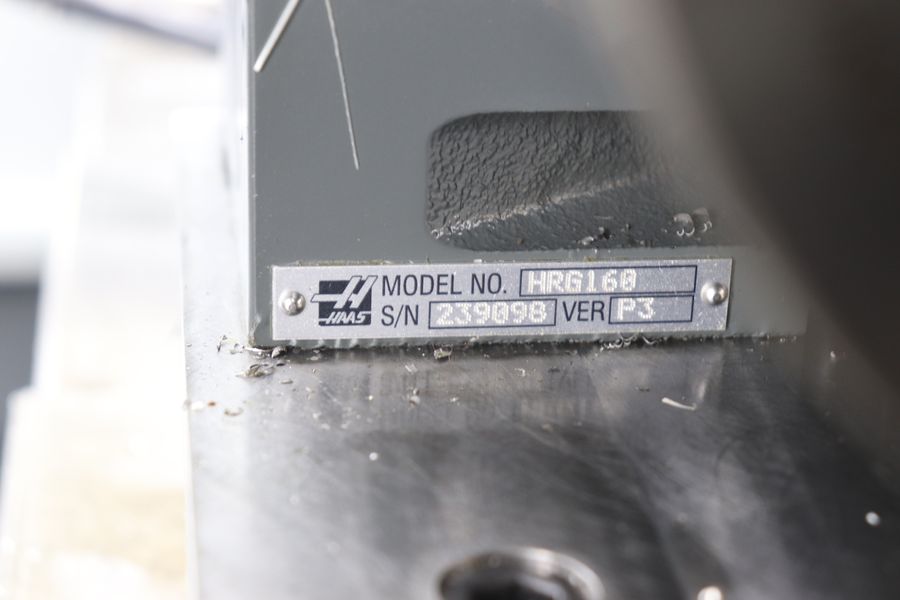 HAAS
MODEL NO. HRG160
S/N 239098 VER P3